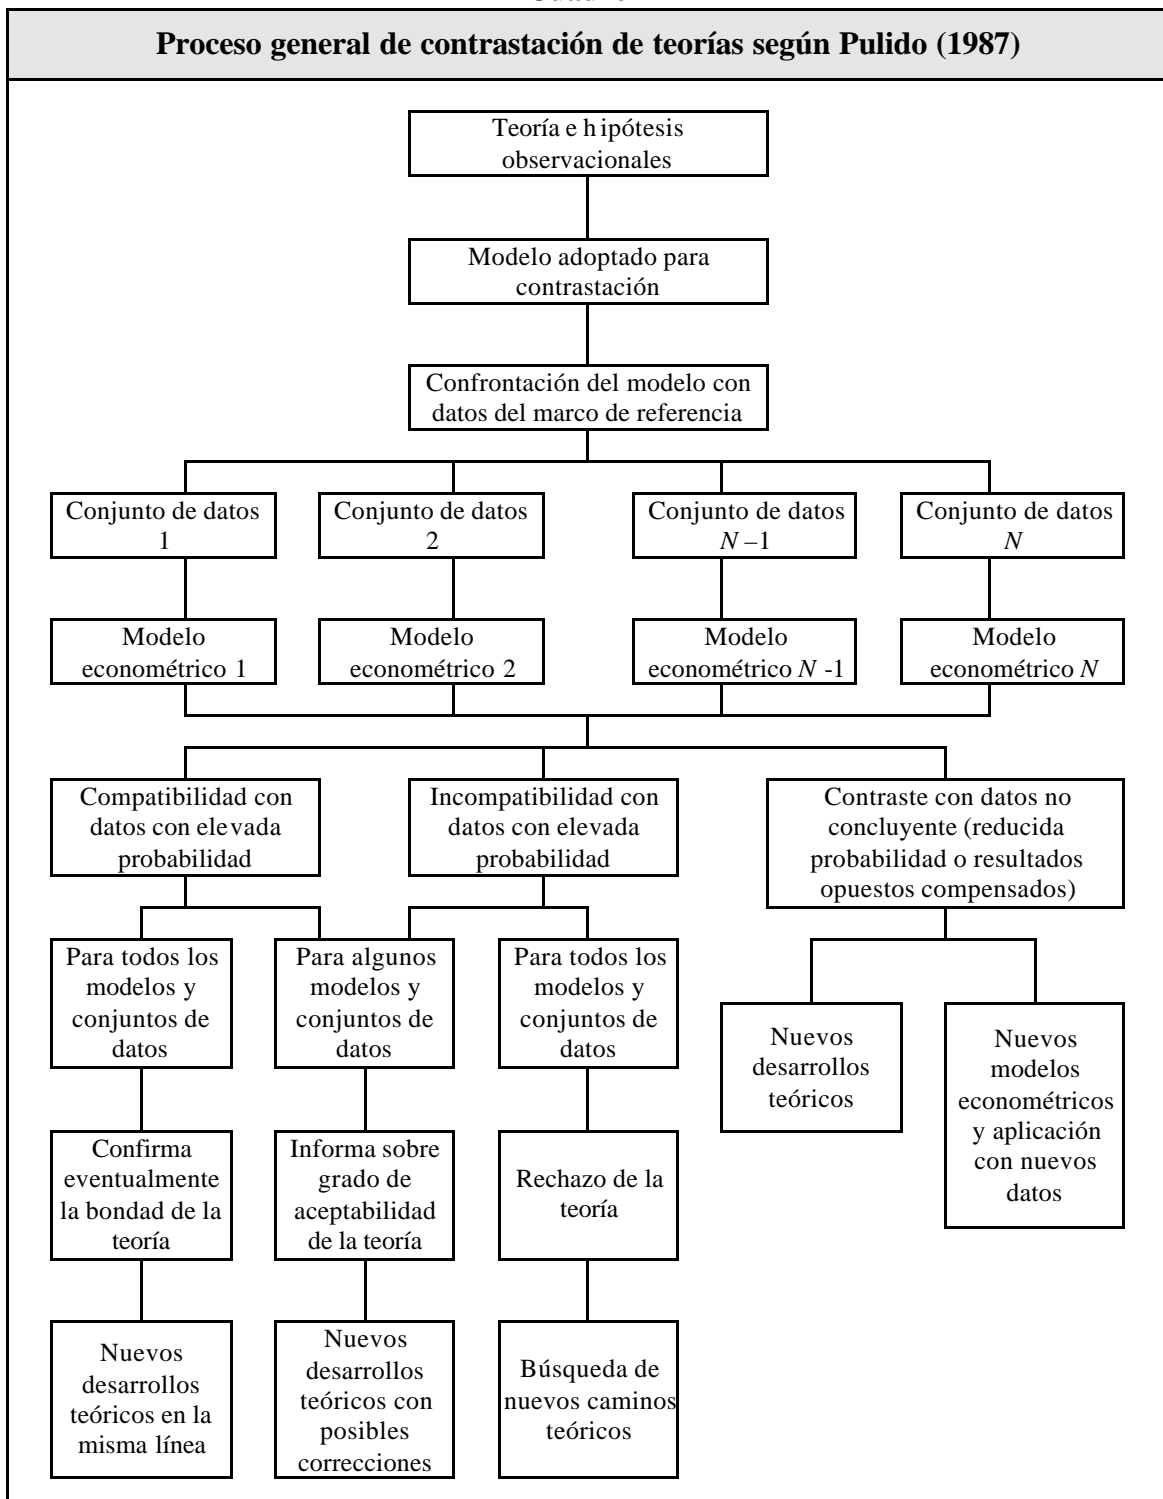 Proceso general de contrastación de teorías según Pulido (1987)
Teoría e hipótesis
observacionales
Modelo adoptado para
contrastación
Confrontación del modelo con
datos del marco de referencia
Conjunto de datos
1
Conjunto de datos
2
Conjunto de datos
N –1
Conjunto de datos
N
Modelo
econométrico 1
Modelo
econométrico 2
Modelo
econométrico N -1
Modelo
econométrico N
Compatibilidad con
datos con elevada
probabilidad
Incompatibilidad con
datos con elevada
probabilidad
Contraste con datos no
concluyente (reducida
probabilidad o resultados
opuestos compensados)
Para todos los
modelos y
conjuntos de
datos
Para algunos
modelos y
conjuntos de
datos
Para todos los
modelos y
conjuntos de
datos
Nuevos
desarrollos
teóricos
Nuevos
modelos
econométricos
y aplicación
con nuevos
datos
Confirma
eventualmente
la bondad de la
teoría
Informa sobre
grado de
aceptabilidad
de la teoría
Rechazo de la
teoría
Nuevos
desarrollos
teóricos en la
misma línea
Nuevos
desarrollos
teóricos con
posibles
correcciones
Búsqueda de
nuevos caminos
teóricos